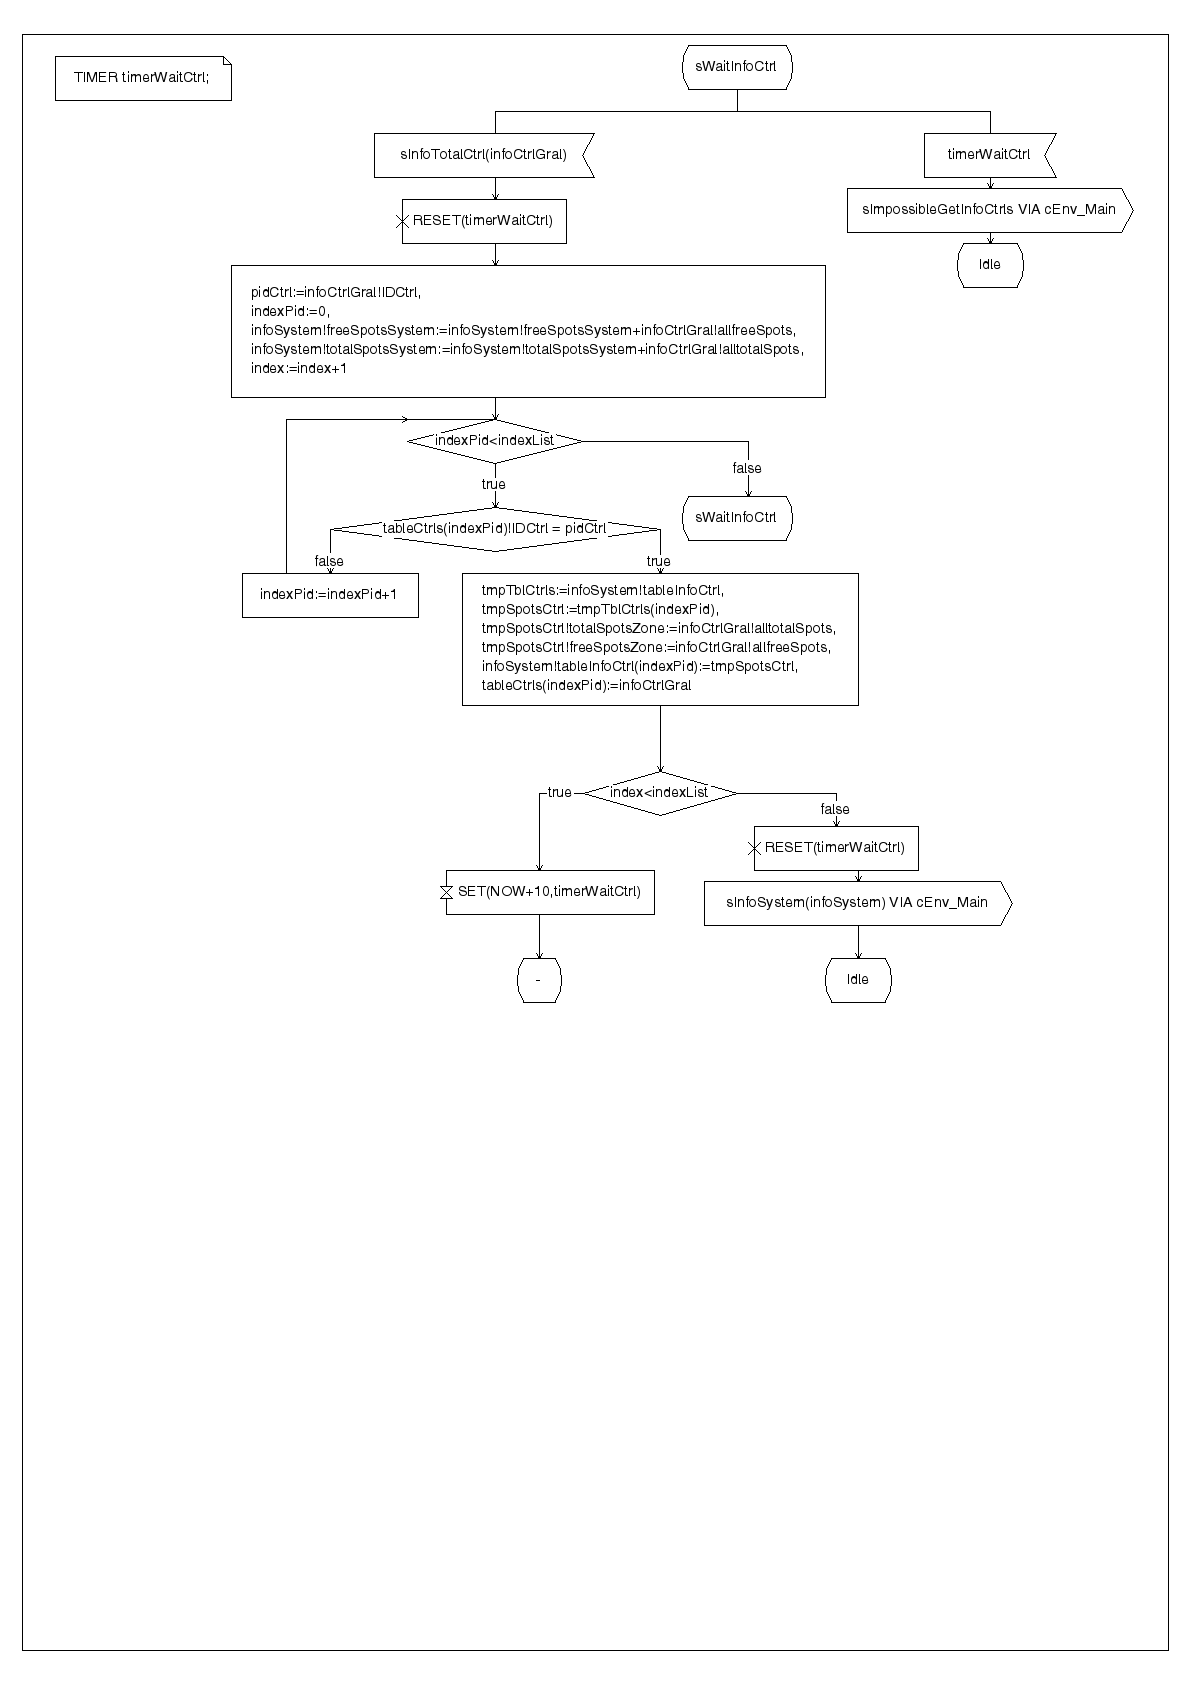 TIMER timerWaitCtrl;
sWaitInfoCtrl
sInfoTotalCtrl(infoCtrlGral)
timerWaitCtrl
RESET(timerWaitCtrl)
sImpossibleGetInfoCtrls VIA cEnv_Main
Idle
pidCtrl:=infoCtrlGral!IDCtrl,
indexPid:=0,
infoSystem!freeSpotsSystem:=infoSystem!freeSpotsSystem+infoCtrlGral!allfreeSpots,
infoSystem!totalSpotsSystem:=infoSystem!totalSpotsSystem+infoCtrlGral!alltotalSpots,
index:=index+1
indexPid<indexList
false
true
sWaitInfoCtrl
tableCtrls(indexPid)!IDCtrl = pidCtrl
false
true
indexPid:=indexPid+1
tmpTblCtrls:=infoSystem!tableInfoCtrl,
tmpSpotsCtrl:=tmpTblCtrls(indexPid),
tmpSpotsCtrl!totalSpotsZone:=infoCtrlGral!alltotalSpots,
tmpSpotsCtrl!freeSpotsZone:=infoCtrlGral!allfreeSpots,
infoSystem!tableInfoCtrl(indexPid):=tmpSpotsCtrl,
tableCtrls(indexPid):=infoCtrlGral
true
index<indexList
false
RESET(timerWaitCtrl)
SET(NOW+10,timerWaitCtrl)
sInfoSystem(infoSystem) VIA cEnv_Main
-
Idle